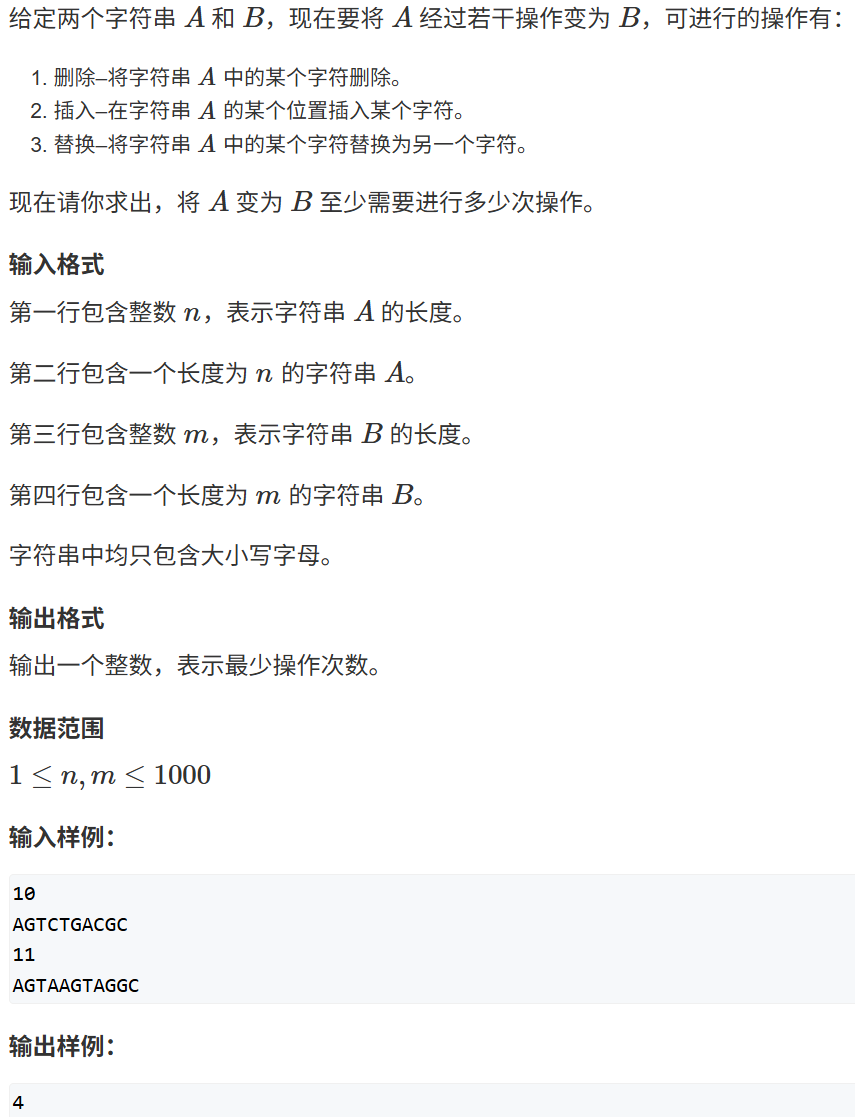 给定两个字符串 A 和 B，现在要将 A 经过若干操作变为 B，可进行的操作有：
1. 删除–将字符串 A 中的某个字符删除。
2. 插入–在字符串 A 的某个位置插入某个字符。
3. 替换–将字符串 A 中的某个字符替换为另一个字符。
现在请你求出，将 A 变为 B 至少需要进行多少次操作。
输入格式
第一行包含整数 n，表示字符串 A 的长度。
第二行包含一个长度为 n 的字符串 A。
第三行包含整数 m，表示字符串 B 的长度。
第四行包含一个长度为 m 的字符串 B。
字符串中均只包含大小写字母。
输出格式
输出一个整数，表示最少操作次数。
数据范围
1 ≤ n, m ≤ 1000
输入样例：
10
AGTCTGACGC
11
AGTAAGTAGGC
输出样例：
4